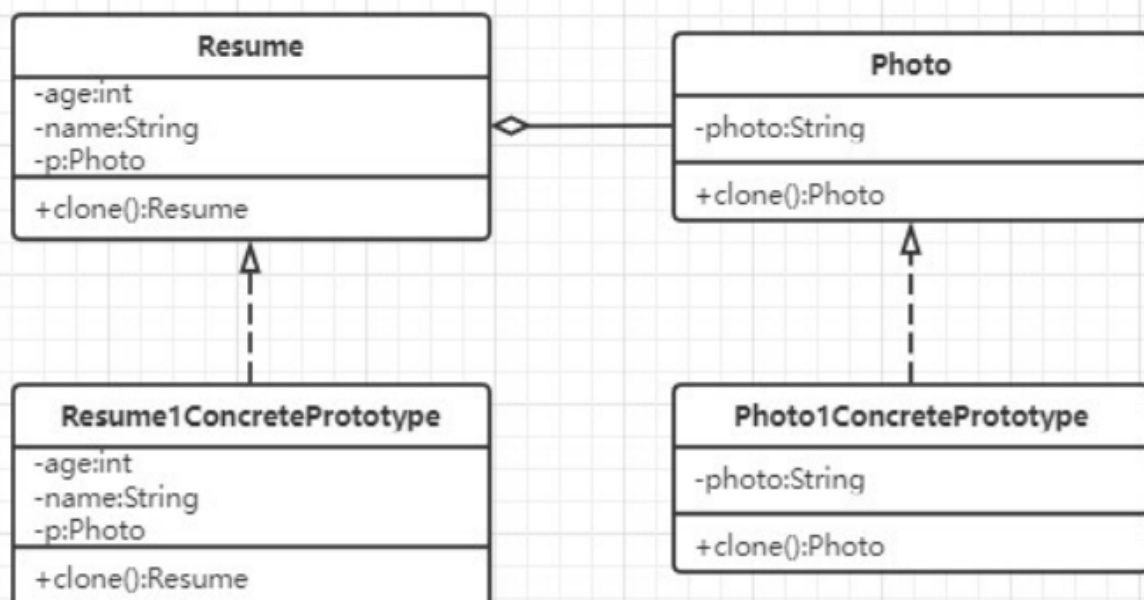 Resume
-age:int
-name:String
-p:Photo
+clone():Resume
Photo
-photo:String
+clone():Photo
Resume1ConcretePrototype
-age:int
-name:String
-p:Photo
+clone():Resume
Photo1ConcretePrototype
-photo:String
+clone():Photo